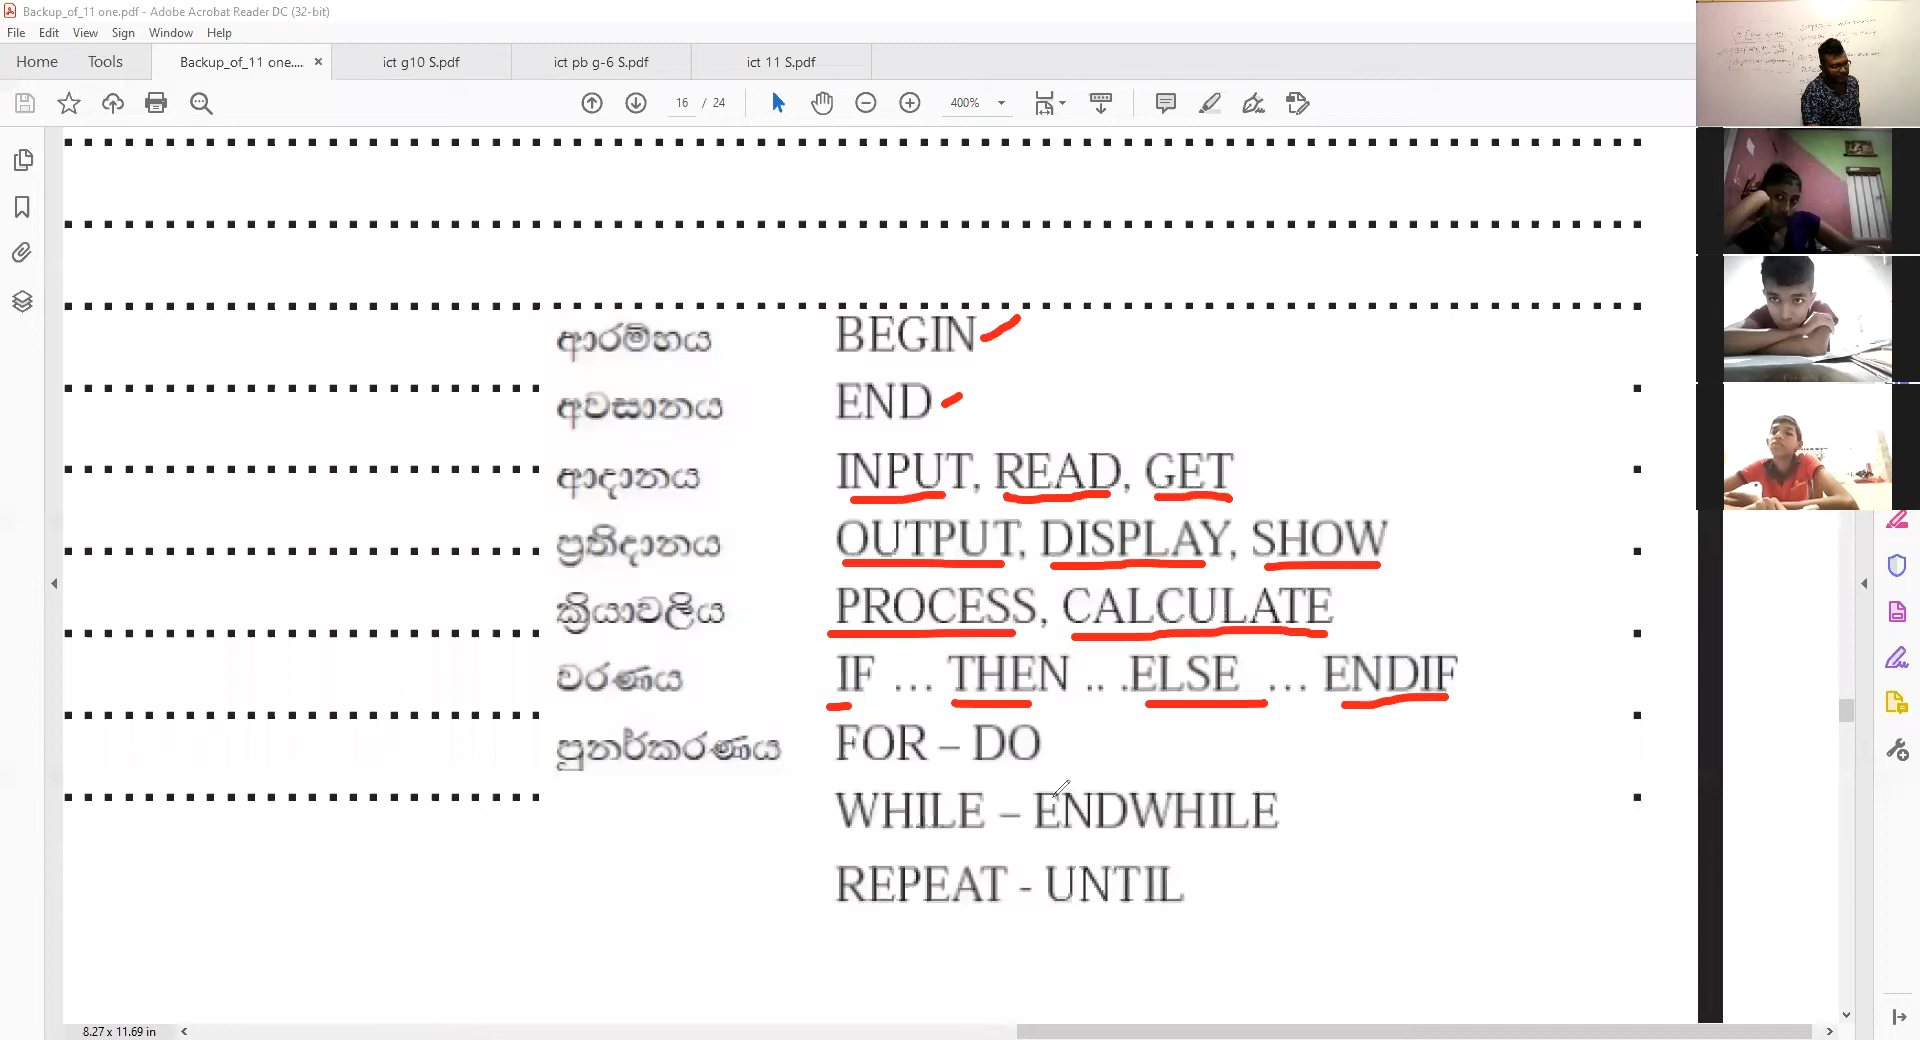 Backup_of_11 one.pdf - Adobe Acrobat Reader DC (32-bit)
File Edit View Sign Window Help
Home Tools Backup_of_11 one.... × ict g10 S.pdf ict pb g-6 S.pdf ict 11 S.pdf
16 / 24 400%
ආරම්භය BEGIN
අවසානය END
ආදානය INPUT, READ, GET
ප්‍රතිදානය OUTPUT, DISPLAY, SHOW
ක්‍රියාවලිය PROCESS, CALCULATE
වරණය IF ... THEN .. .ELSE ... ENDIF
පුනර්කරණය FOR – DO
WHILE – ENDWHILE
REPEAT - UNTIL
8.27 x 11.69 in